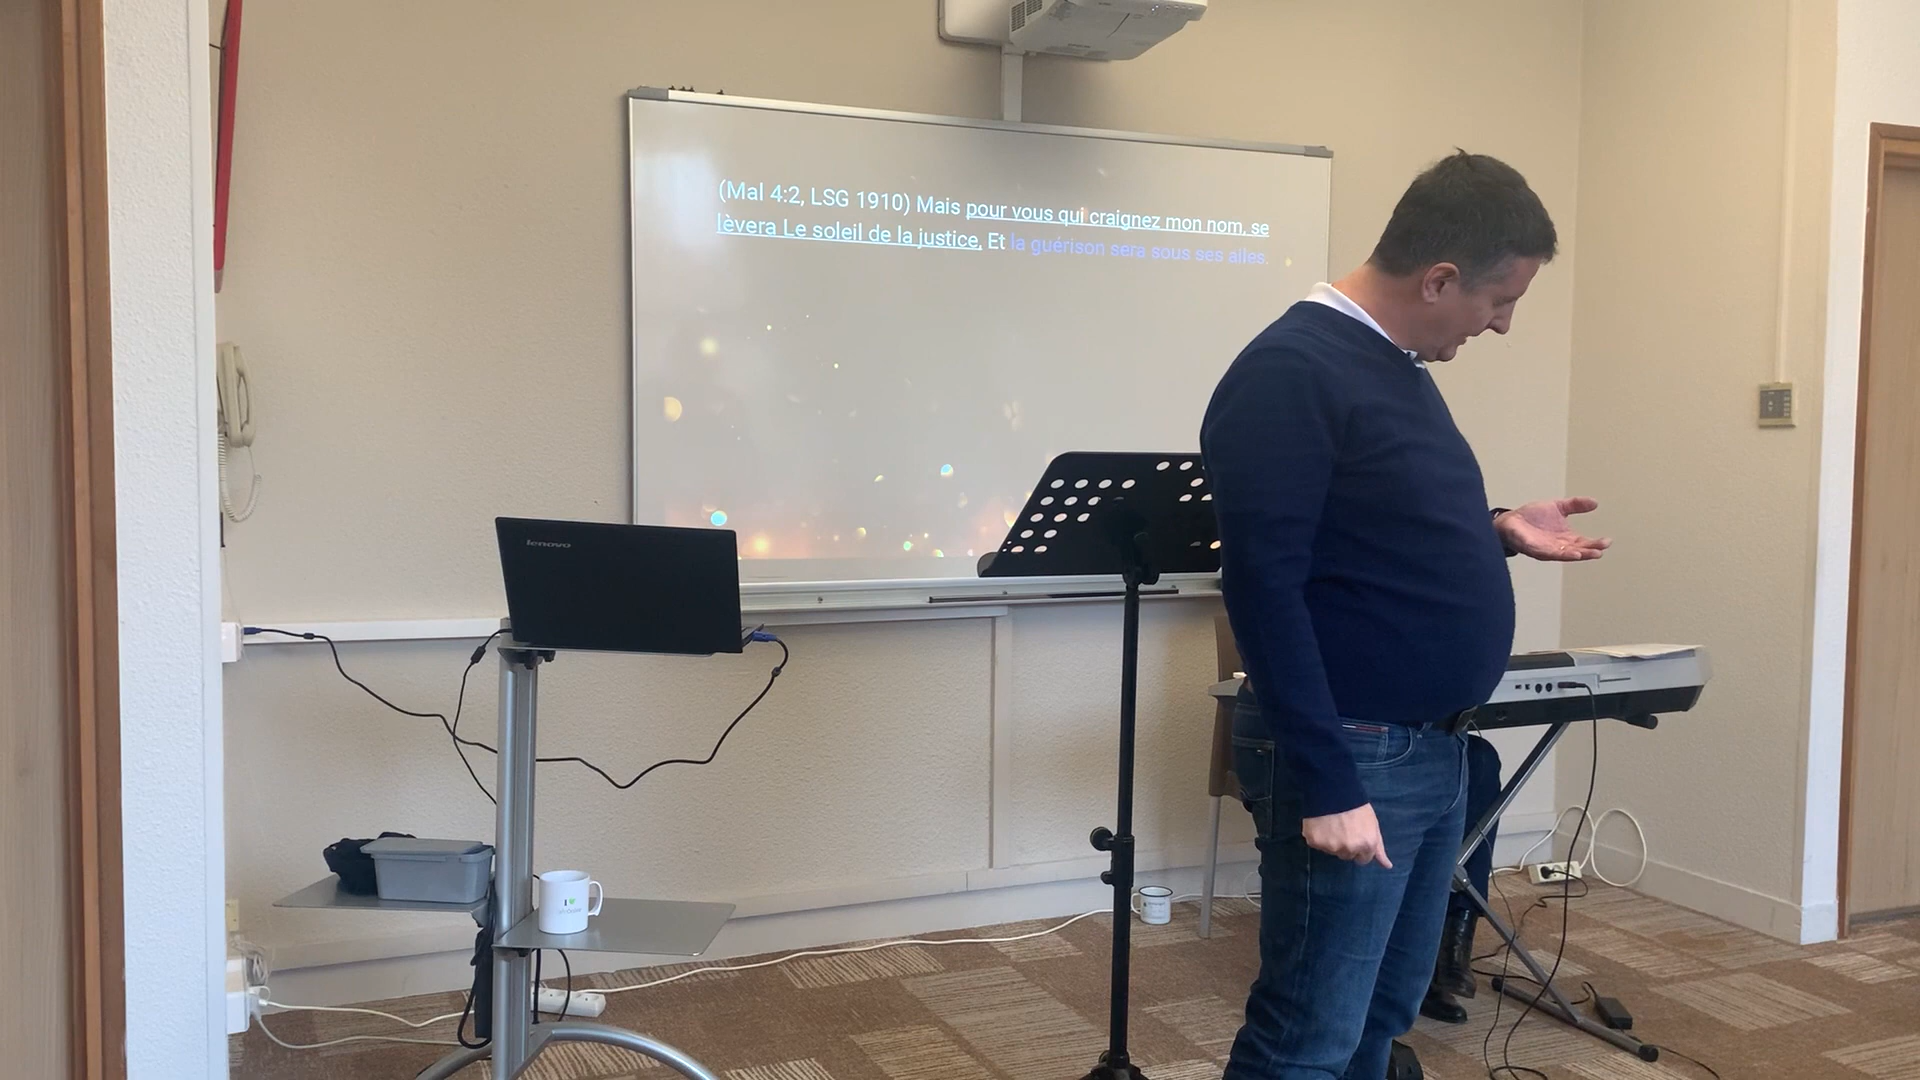 (Mal 4:2, LSG 1910) Mais pour vous qui craignez mon nom, se
lèvera Le soleil de la justice, Et la guérison sera sous ses ailes.
lenovo
I